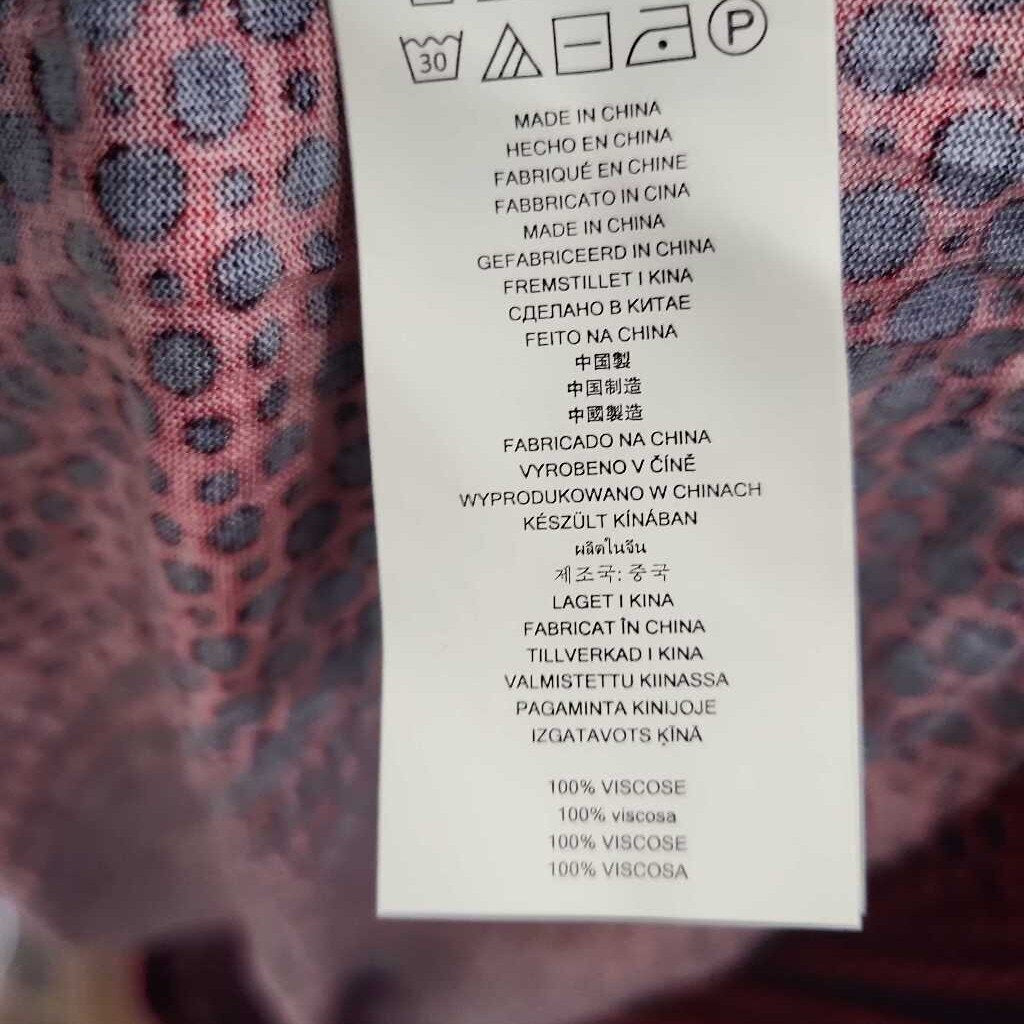 30 P
MADE IN CHINA
HECHO EN CHINA
FABRIQUÉ EN CHINE
FABBRICATO IN CINA
MADE IN CHINA
GEFABRICEERD IN CHINA
FREMSTILLET I KINA
СДЕЛАНО В КИТАЕ
FEITO NA CHINA
中国製
中国制造
中國製造
FABRICADO NA CHINA
VYROBENO V ČÍNĚ
WYPRODUKOWANO W CHINACH
KÉSZÜLT KÍNÁBAN
ผลิตในจีน
제조국: 중국
LAGET I KINA
FABRICAT ÎN CHINA
TILLVERKAD I KINA
VALMISTETTU KIINASSA
PAGAMINTA KINIJOJE
IZGATAVOTS ĶĪNĀ
100% VISCOSE
100% viscosa
100% VISCOSE
100% VISCOSA